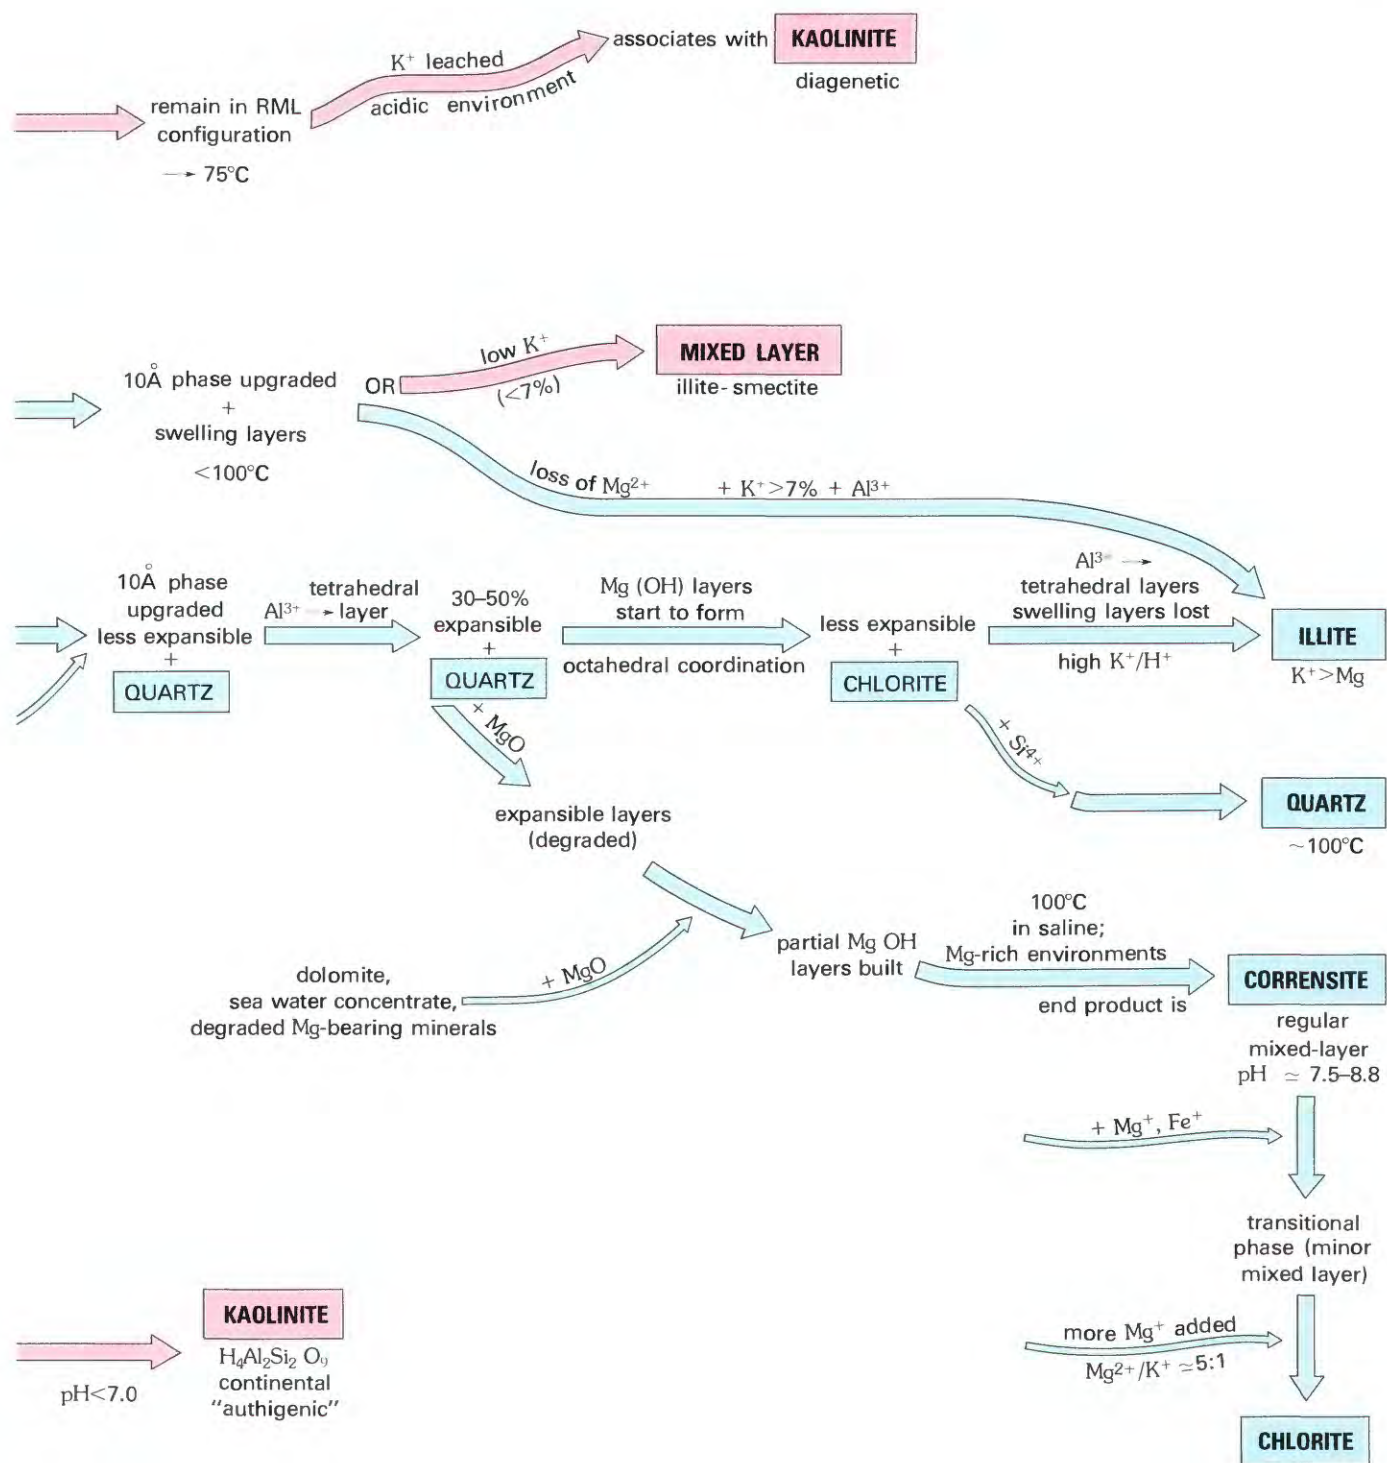 K⁺ leached
acidic environment
associates with KAOLINITE
diagenetic
remain in RML
configuration
→ 75°C
10Å phase upgraded
+
swelling layers
<100°C
OR
low K⁺
(<7%)
MIXED LAYER
illite-smectite
loss of Mg²⁺ + K⁺>7% + Al³⁺
10Å phase
upgraded
less expansible
+
QUARTZ
Al³⁺ → tetrahedral
layer
30–50%
expansible
+
QUARTZ
Mg (OH) layers
start to form
octahedral coordination
less expansible
+
CHLORITE
Al³⁻ →
tetrahedral layers
swelling layers lost
high K⁺/H⁺
ILLITE
K⁺>Mg
+ MgO
+ Si⁴⁺
QUARTZ
~100°C
expansible layers
(degraded)
dolomite,
sea water concentrate,
degraded Mg-bearing minerals
+ MgO
partial Mg OH
layers built
100°C
in saline;
Mg-rich environments
end product is
CORRENSITE
regular
mixed-layer
pH ≃ 7.5–8.8
+ Mg⁺, Fe⁺
transitional
phase (minor
mixed layer)
more Mg⁺ added
Mg²⁺/K⁺ ≃5:1
CHLORITE
pH<7.0
KAOLINITE
H₄Al₂Si₂ O₉
continental
"authigenic"